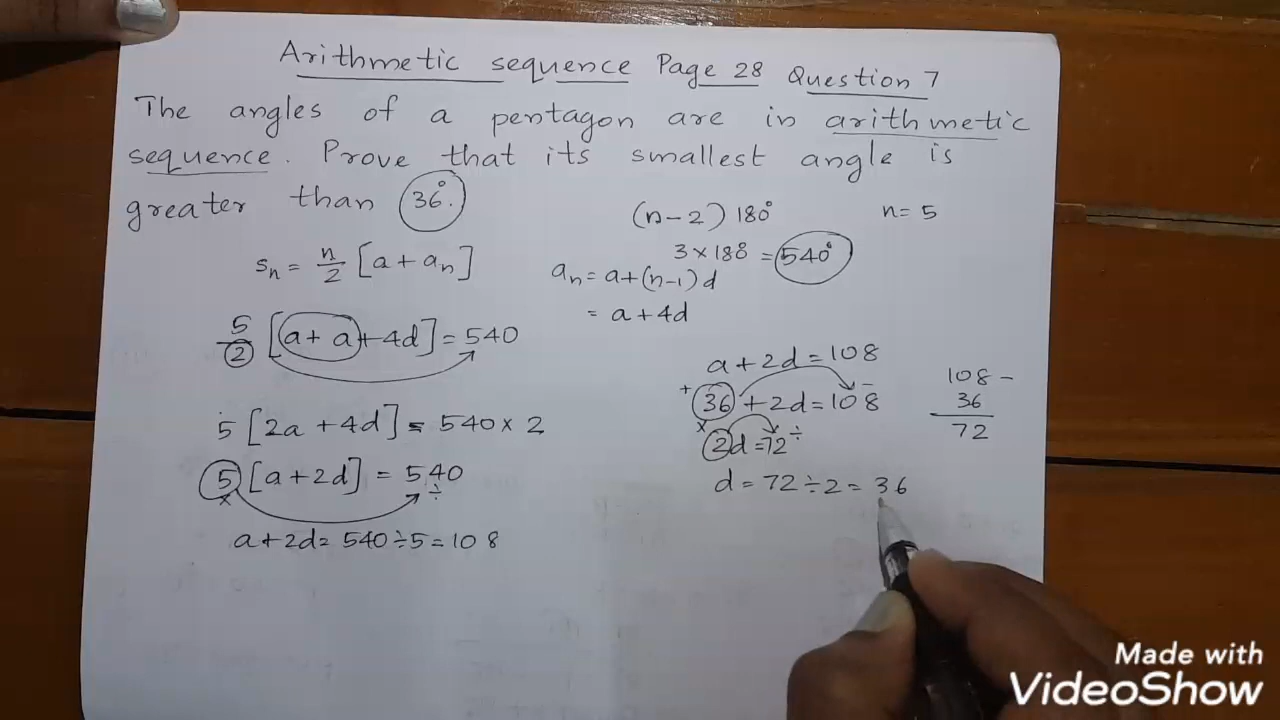 Arithmetic sequence Page 28 Question 7
The angles of a pentagon are in arithmetic
sequence. Prove that its smallest angle is
greater than 36°.
(n-2) 180° n= 5
3×180° = 540°
Sn = n/2 [a + an]
an = a+(n-1)d
= a+4d
5/2 [a+ a+4d] = 540
5 [2a + 4d] = 540 × 2
5 [a + 2d] = 540
× ÷
a+2d= 540 ÷5=108
a+2d=108
+ 36 +2d=108 −
× 2d =72 ÷
d = 72÷2= 36
108 −
36
72
Made with
VideoShow